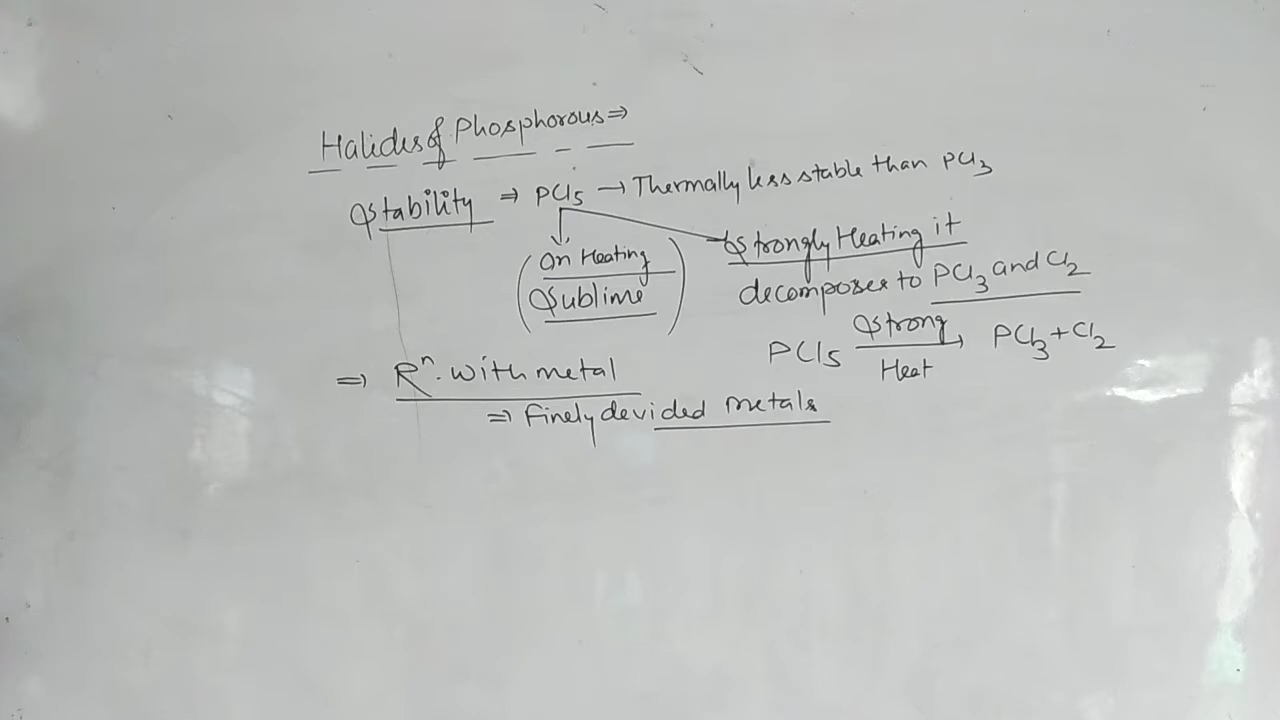 Halides of Phosphorous ⇒
Stability ⇒ PCl5 → Thermally less stable than PCl3
On Heating
Sublime
Strongly Heating it
decomposes to PCl3 and Cl2
PCl5 Strong Heat → PCl3 + Cl2
⇒ Rn. with metal
⇒ Finely devided metals